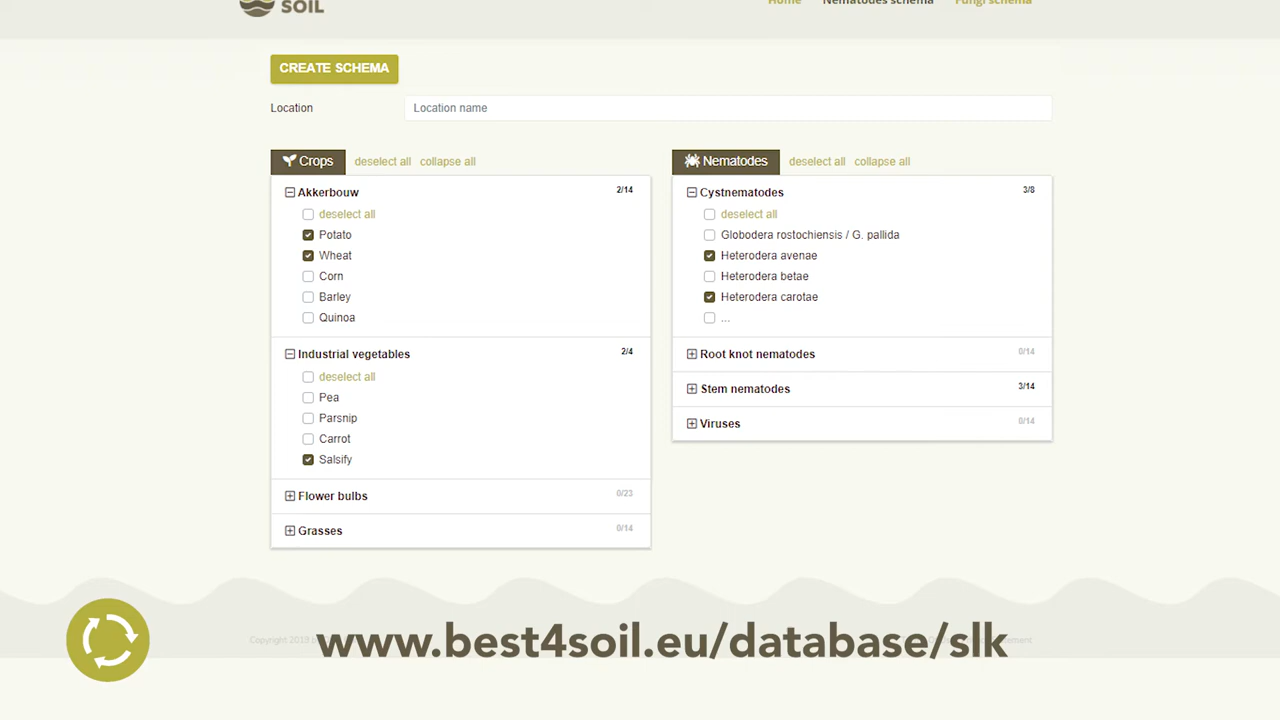 SOIL
Home Nematodes schema Fungi schema
CREATE SCHEMA
Location Location name
Crops deselect all collapse all
Akkerbouw 2/14
deselect all
Potato
Wheat
Corn
Barley
Quinoa
Industrial vegetables 2/4
deselect all
Pea
Parsnip
Carrot
Salsify
Flower bulbs 0/23
Grasses 0/14
Nematodes deselect all collapse all
Cystnematodes 3/8
deselect all
Globodera rostochiensis / G. pallida
Heterodera avenae
Heterodera betae
Heterodera carotae
...
Root knot nematodes 0/14
Stem nematodes 3/14
Viruses 0/14
Copyright 2019
www.best4soil.eu/database/slk